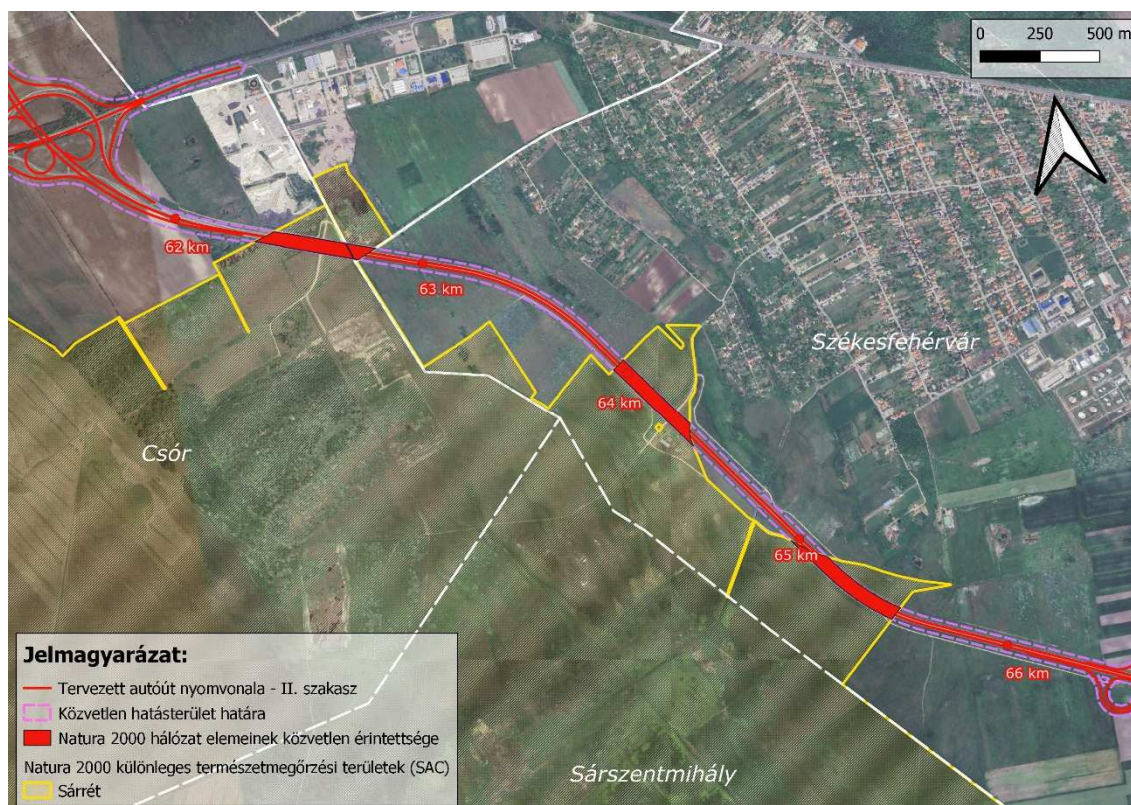 0 250 500 m
62 km
63 km
Székesfehérvár
64 km
Csór
65 km
66 km
Jelmagyarázat:
Tervezett autóút nyomvonala - II. szakasz
Közvetlen hatásterület határa
Natura 2000 hálózat elemeinek közvetlen érintettsége
Natura 2000 különleges természetmegőrzési területek (SAC)
Sárrét
Sárszentmihály